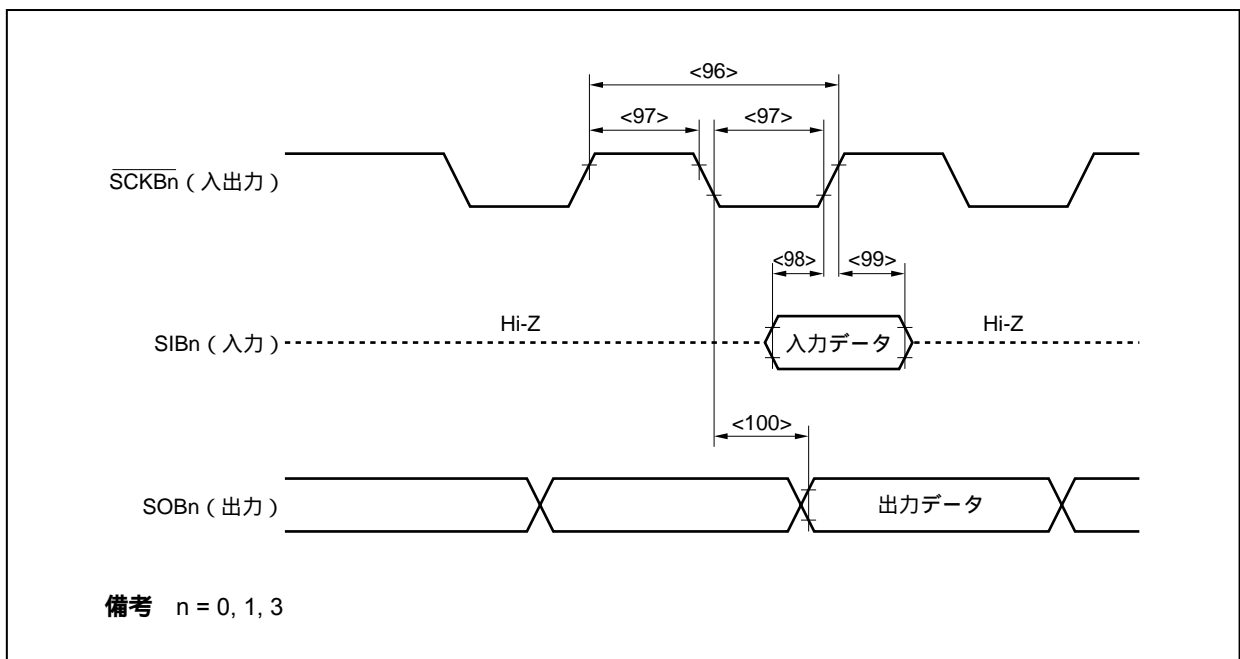 <96>
<97> <97>
SCKBn（入出力）
<98> <99>
Hi-Z Hi-Z
SIBn（入力） 入力データ
<100>
SOBn（出力） 出力データ
備考 n = 0, 1, 3